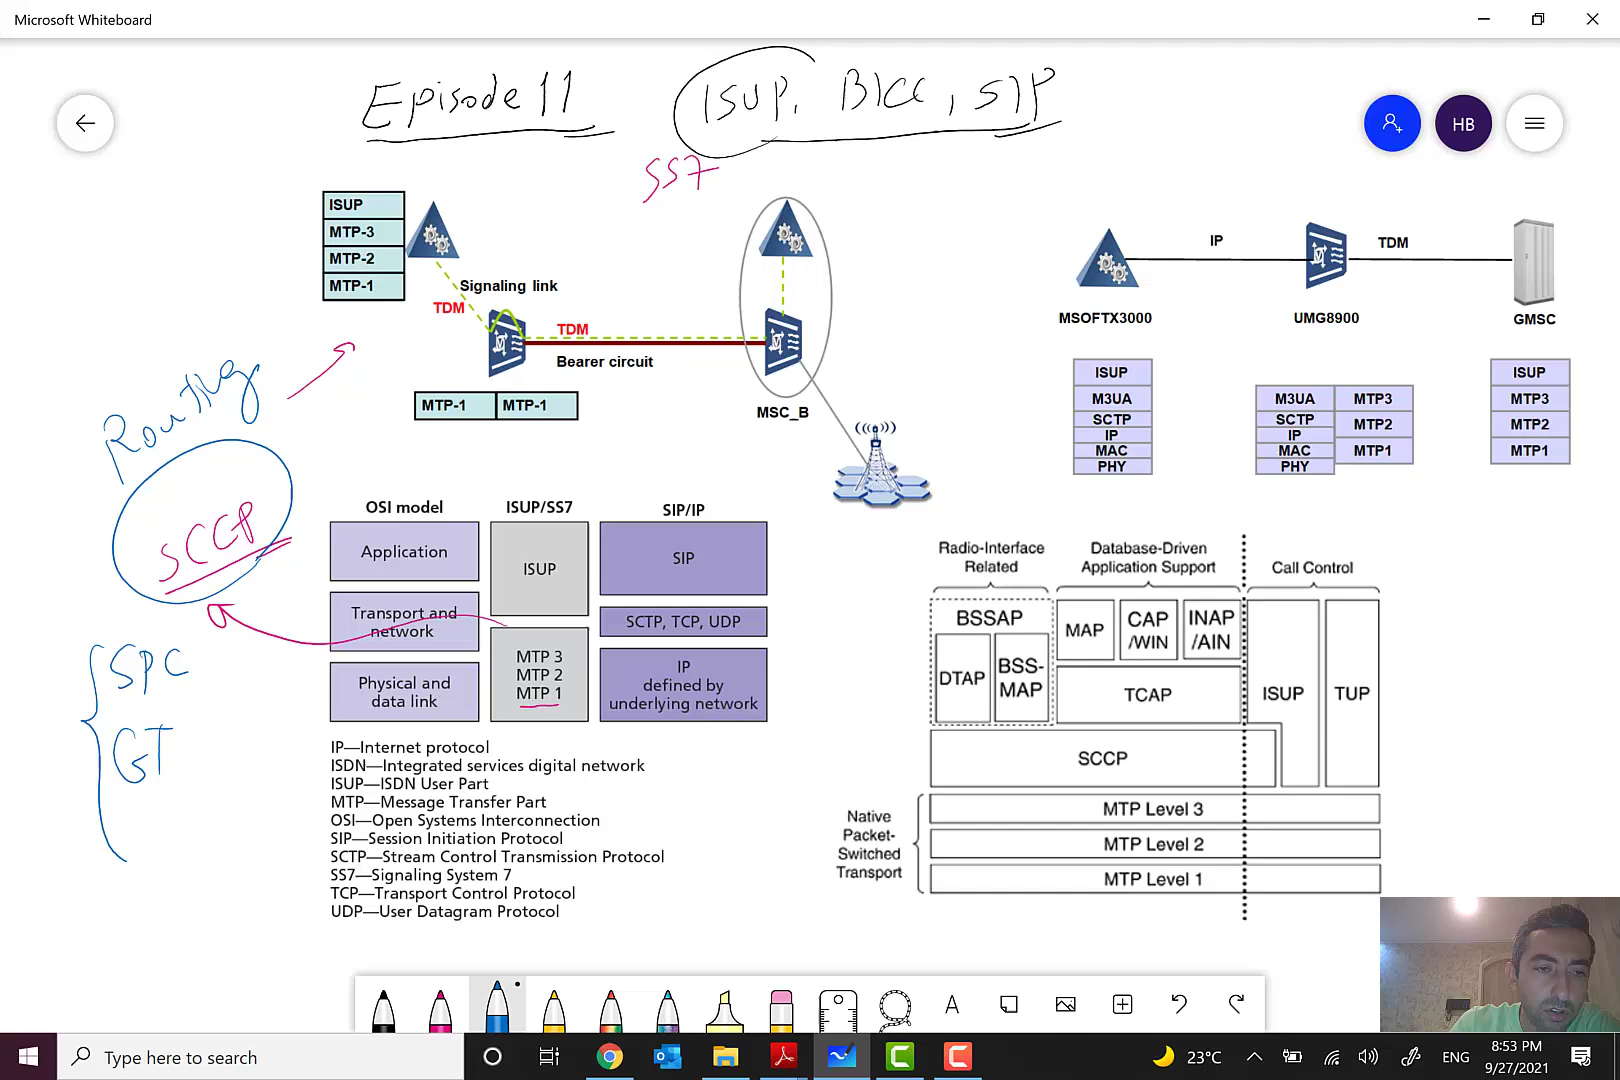 Microsoft Whiteboard
Episode 11
ISUP, BICC, SIP
HB
SS7
ISUP
MTP-3
MTP-2
MTP-1
Signaling link
TDM
TDM
Bearer circuit
MTP-1 MTP-1
MSC_B
IP
TDM
MSOFTX3000
UMG8900
GMSC
ISUP
M3UA
SCTP
IP
MAC
PHY
M3UA
SCTP
IP
MAC
PHY
MTP3
MTP2
MTP1
ISUP
MTP3
MTP2
MTP1
Routing
SCCP
SPC
GT
OSI model
ISUP/SS7
SIP/IP
Application
ISUP
SIP
Transport and
network
SCTP, TCP, UDP
Physical and
data link
MTP 3
MTP 2
MTP 1
IP
defined by
underlying network
IP—Internet protocol
ISDN—Integrated services digital network
ISUP—ISDN User Part
MTP—Message Transfer Part
OSI—Open Systems Interconnection
SIP—Session Initiation Protocol
SCTP—Stream Control Transmission Protocol
SS7—Signaling System 7
TCP—Transport Control Protocol
UDP—User Datagram Protocol
Radio-Interface
Related
Database-Driven
Application Support
Call Control
BSSAP
DTAP
BSS-
MAP
MAP
CAP
/WIN
INAP
/AIN
TCAP
ISUP
TUP
SCCP
Native
Packet-
Switched
Transport
MTP Level 3
MTP Level 2
MTP Level 1
Type here to search
23°C
ENG
8:53 PM
9/27/2021